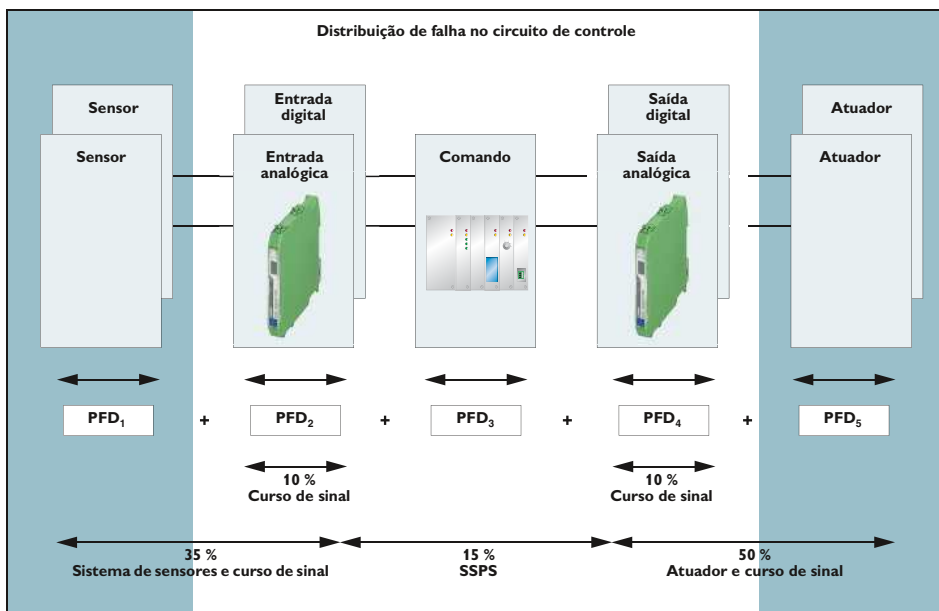 Distribuição de falha no circuito de controle
Sensor
Sensor
Entrada
digital
Entrada
analógica
Comando
Saída
digital
Saída
analógica
Atuador
Atuador
PFD₁ + PFD₂ + PFD₃ + PFD₄ + PFD₅
10 %
Curso de sinal
10 %
Curso de sinal
35 %
Sistema de sensores e curso de sinal
15 %
SSPS
50 %
Atuador e curso de sinal